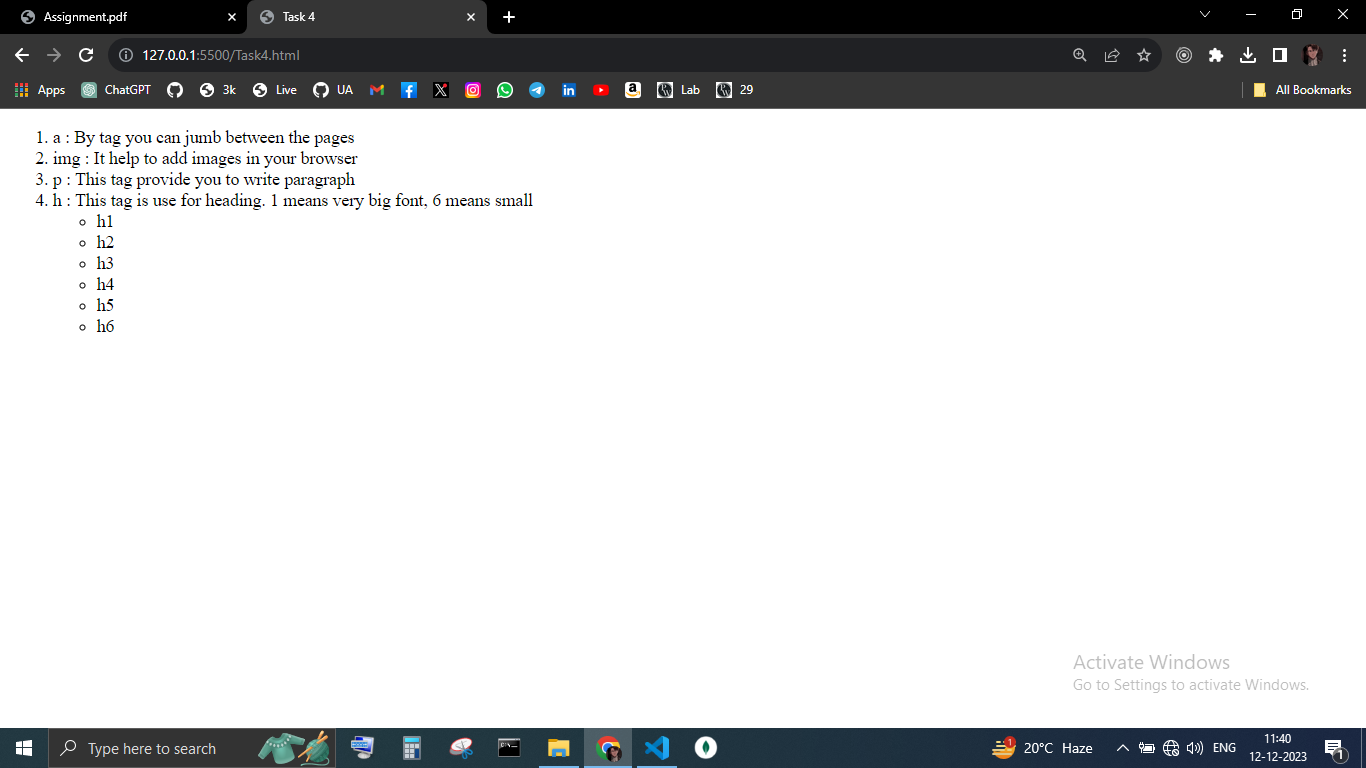 Assignment.pdf
Task 4
127.0.0.1:5500/Task4.html
Apps
ChatGPT
3k
Live
UA
Lab
29
All Bookmarks
1. a : By tag you can jumb between the pages
2. img : It help to add images in your browser
3. p : This tag provide you to write paragraph
4. h : This tag is use for heading. 1 means very big font, 6 means small
h1
h2
h3
h4
h5
h6
Activate Windows
Go to Settings to activate Windows.
Type here to search
20°C Haze
ENG
11:40
12-12-2023